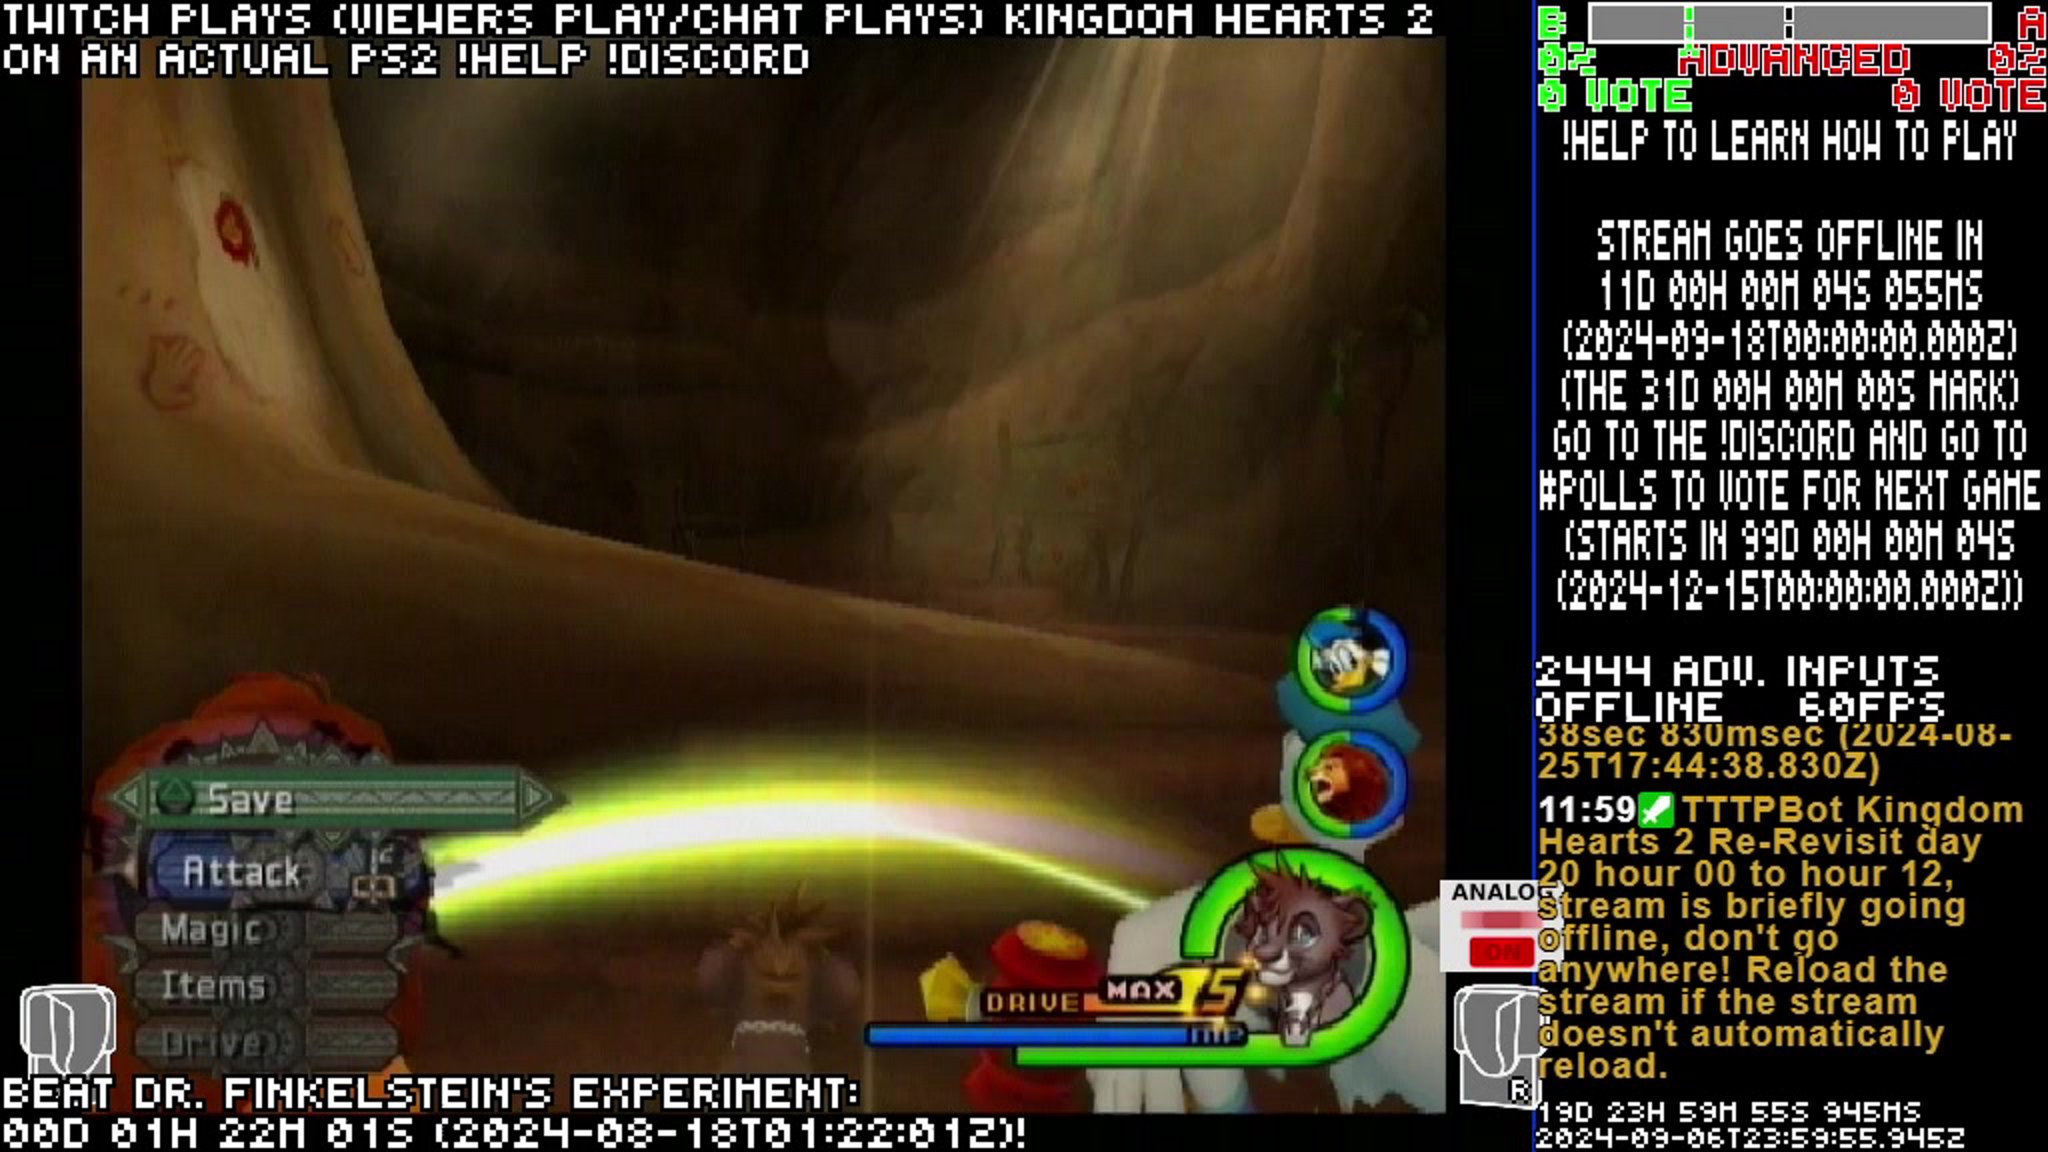 TWITCH PLAYS (VIEWERS PLAY/CHAT PLAYS) KINGDOM HEARTS 2
ON AN ACTUAL PS2 !HELP !DISCORD
B A
0% ADVANCED 0%
0 VOTE 0 VOTE
!HELP TO LEARN HOW TO PLAY
STREAM GOES OFFLINE IN
11D 00H 00M 04S 055MS
(2024-09-18T00:00:00.000Z)
(THE 31D 00H 00M 00S MARK)
GO TO THE !DISCORD AND GO TO
#POLLS TO VOTE FOR NEXT GAME
(STARTS IN 99D 00H 00M 04S
(2024-12-15T00:00:00.000Z))
2444 ADV. INPUTS
OFFLINE 60FPS
38sec 830msec (2024-08-
25T17:44:38.830Z)
11:59 TTTPBot Kingdom
Hearts 2 Re-Revisit day
20 hour 00 to hour 12,
stream is briefly going
offline, don't go
anywhere! Reload the
stream if the stream
doesn't automatically
reload.
19D 23H 59M 55S 945MS
2024-09-06T23:59:55.945Z
Save
Attack
Magic
Items
Drive
DRIVE MAX 5
MP
ANALOG
ON
R
BEAT DR. FINKELSTEIN'S EXPERIMENT:
00D 01H 22M 01S (2024-08-18T01:22:01Z)!